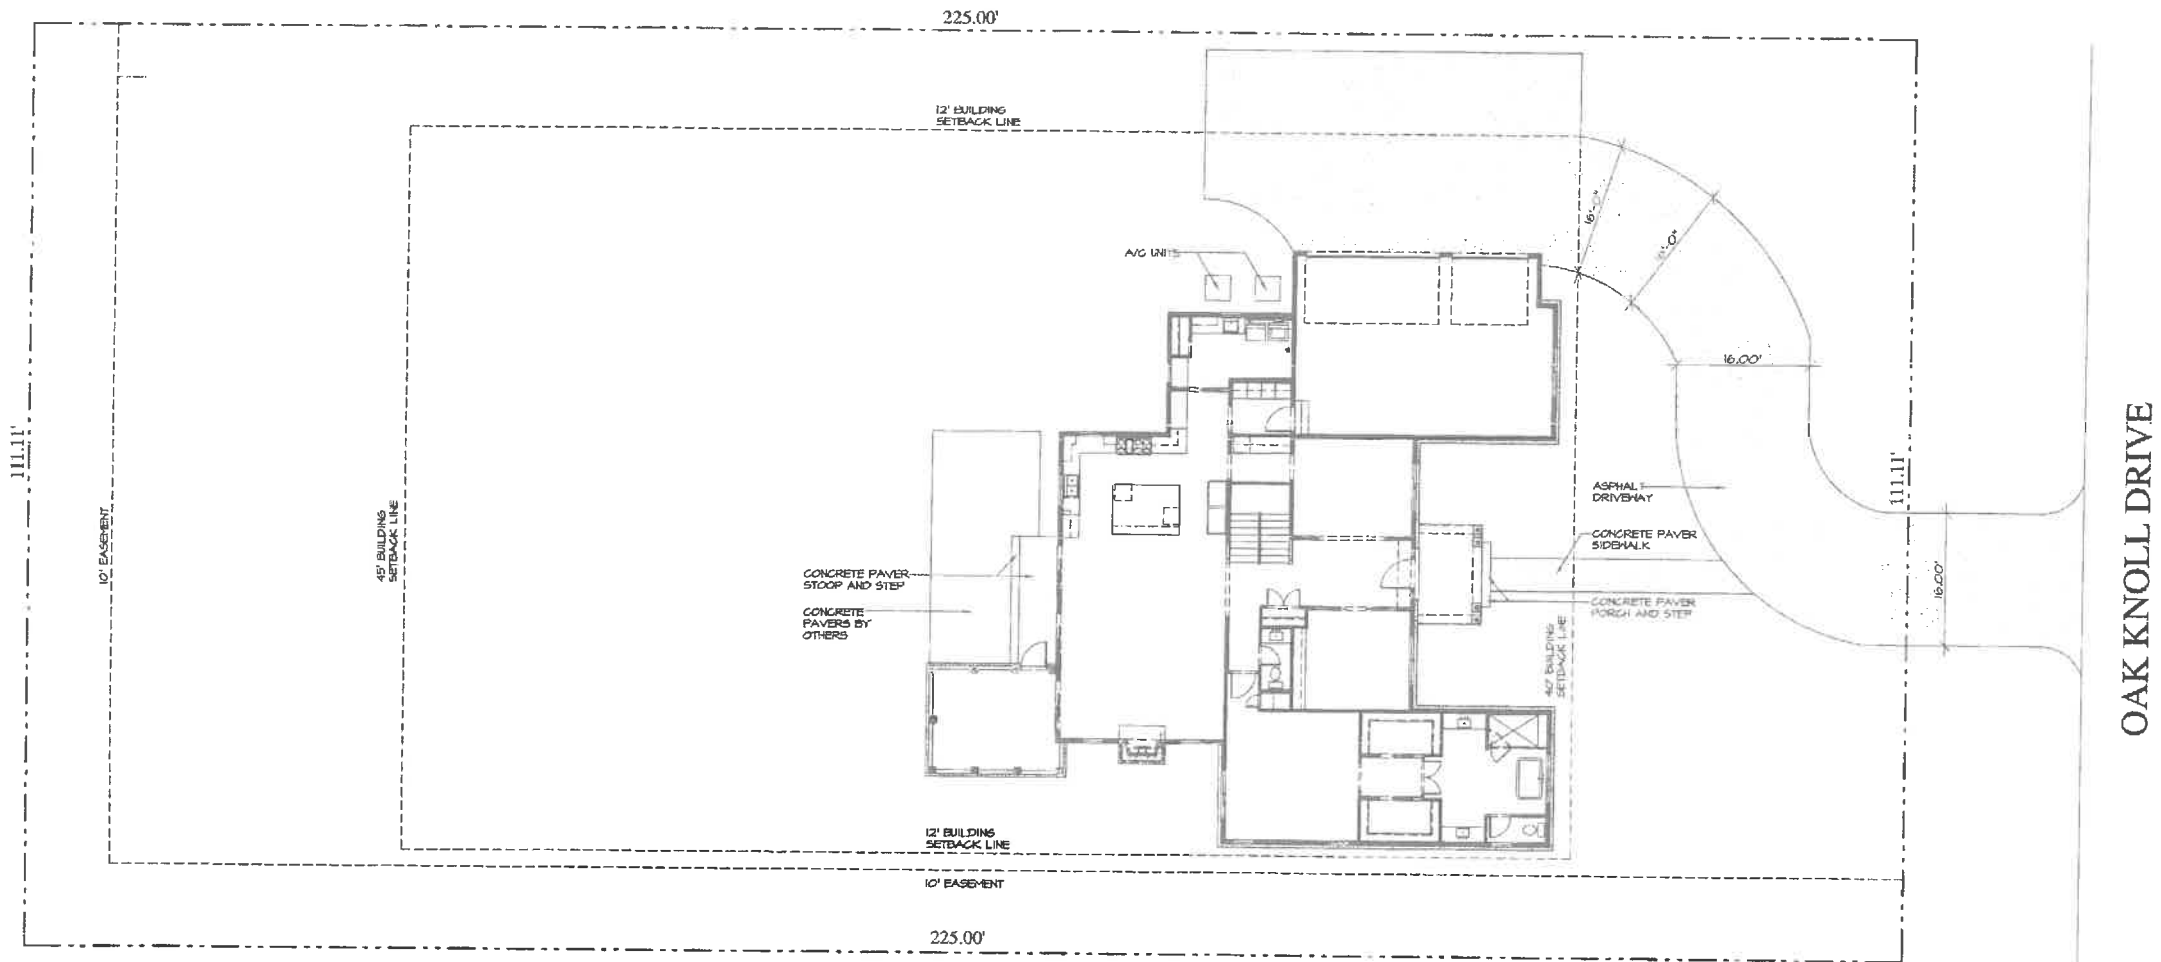 225.00'
12' BUILDING
SETBACK LINE
16'-0"
A/C UNITS
16.00'
111.11'
10' EASEMENT
45' BUILDING
SETBACK LINE
ASPHALT
DRIVEWAY
111.11'
OAK KNOLL DRIVE
CONCRETE PAVER
SIDEWALK
CONCRETE PAVER
STOOP AND STEP
CONCRETE
PAVERS BY
OTHERS
CONCRETE PAVER
PORCH AND STEP
16.00'
40' BUILDING
SETBACK LINE
12' BUILDING
SETBACK LINE
10' EASEMENT
225.00'